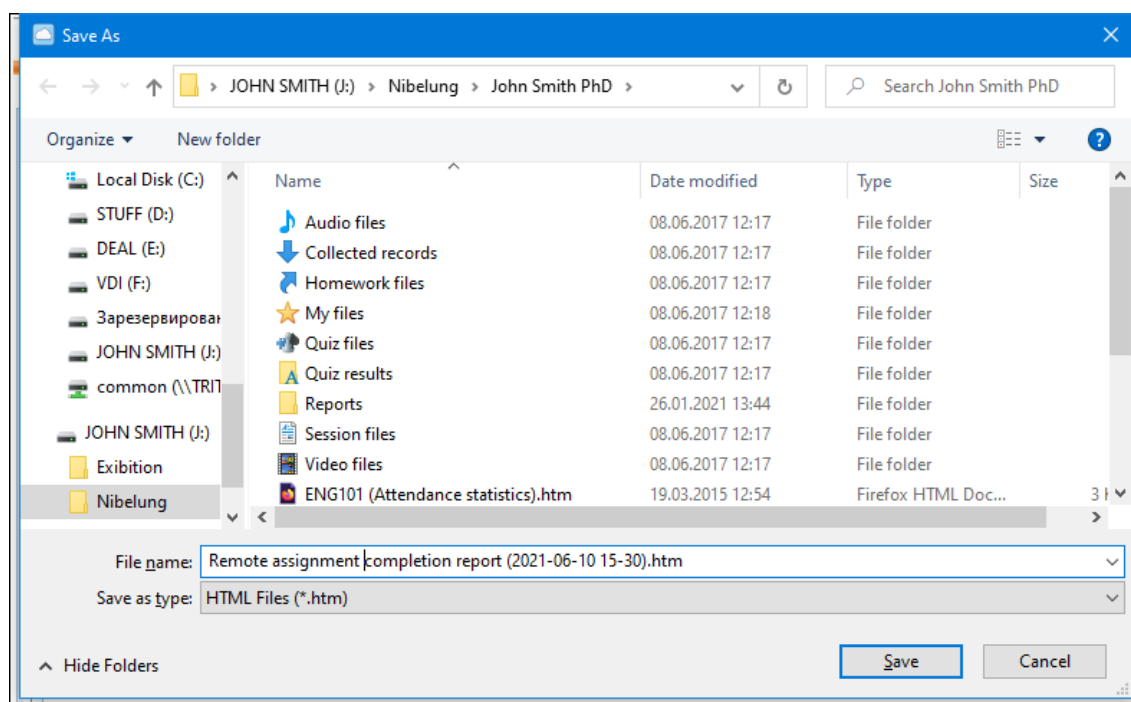 Save As
JOHN SMITH (J:) > Nibelung > John Smith PhD >
Search John Smith PhD
Organize New folder
?
Name Date modified Type Size
Local Disk (C:)
STUFF (D:)
DEAL (E:)
VDI (F:)
Зарезервирован
JOHN SMITH (J:)
common (\\TRIT
JOHN SMITH (J:)
Exibition
Nibelung
Audio files 08.06.2017 12:17 File folder
Collected records 08.06.2017 12:17 File folder
Homework files 08.06.2017 12:17 File folder
My files 08.06.2017 12:18 File folder
Quiz files 08.06.2017 12:17 File folder
Quiz results 08.06.2017 12:17 File folder
Reports 26.01.2021 13:44 File folder
Session files 08.06.2017 12:17 File folder
Video files 08.06.2017 12:17 File folder
ENG101 (Attendance statistics).htm 19.03.2015 12:54 Firefox HTML Doc... 3
File name: Remote assignment completion report (2021-06-10 15-30).htm
Save as type: HTML Files (*.htm)
Hide Folders
Save Cancel